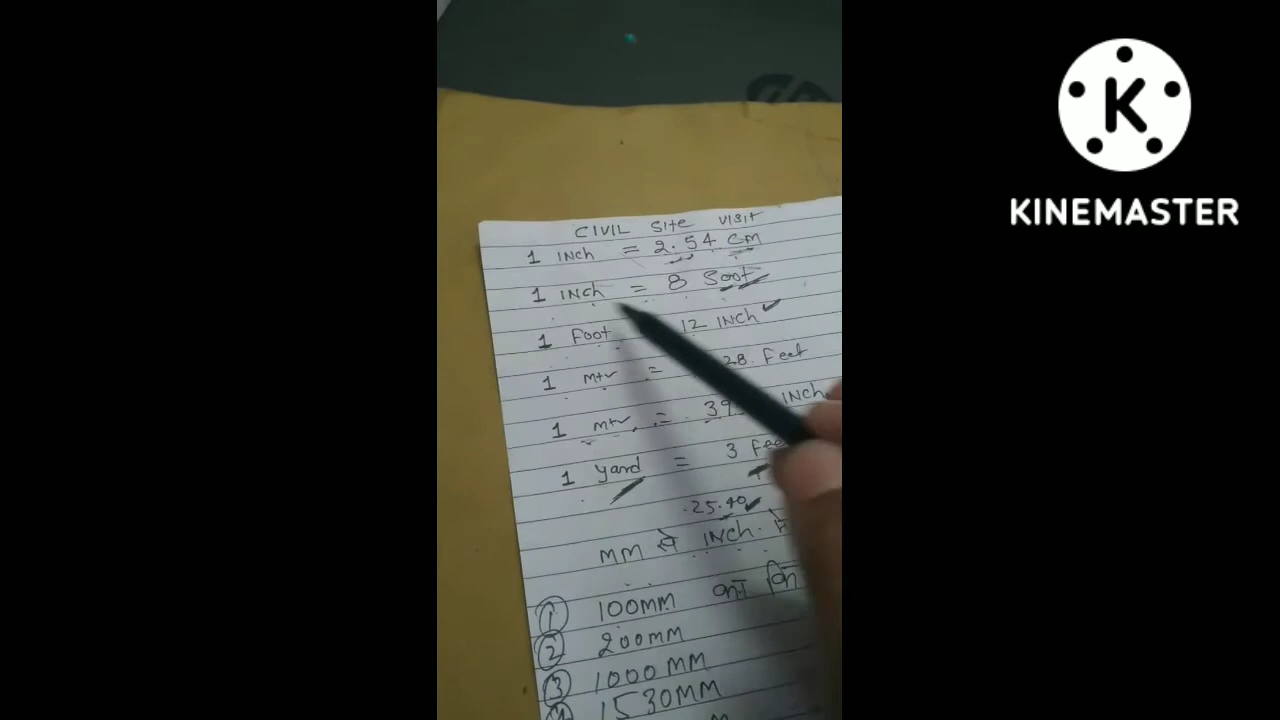 CIVIL Site Visit
1 INch = 2.54 cm
1 INch = 8 Soot
1 Foot 12 INch
1 mtr = 28 Feet
1 mtr = 39 INch
1 Yard = 3 Fee
25.40
MM से INch में
① 100MM का
② 200MM
③ 1000 MM
1530MM
K
KINEMASTER